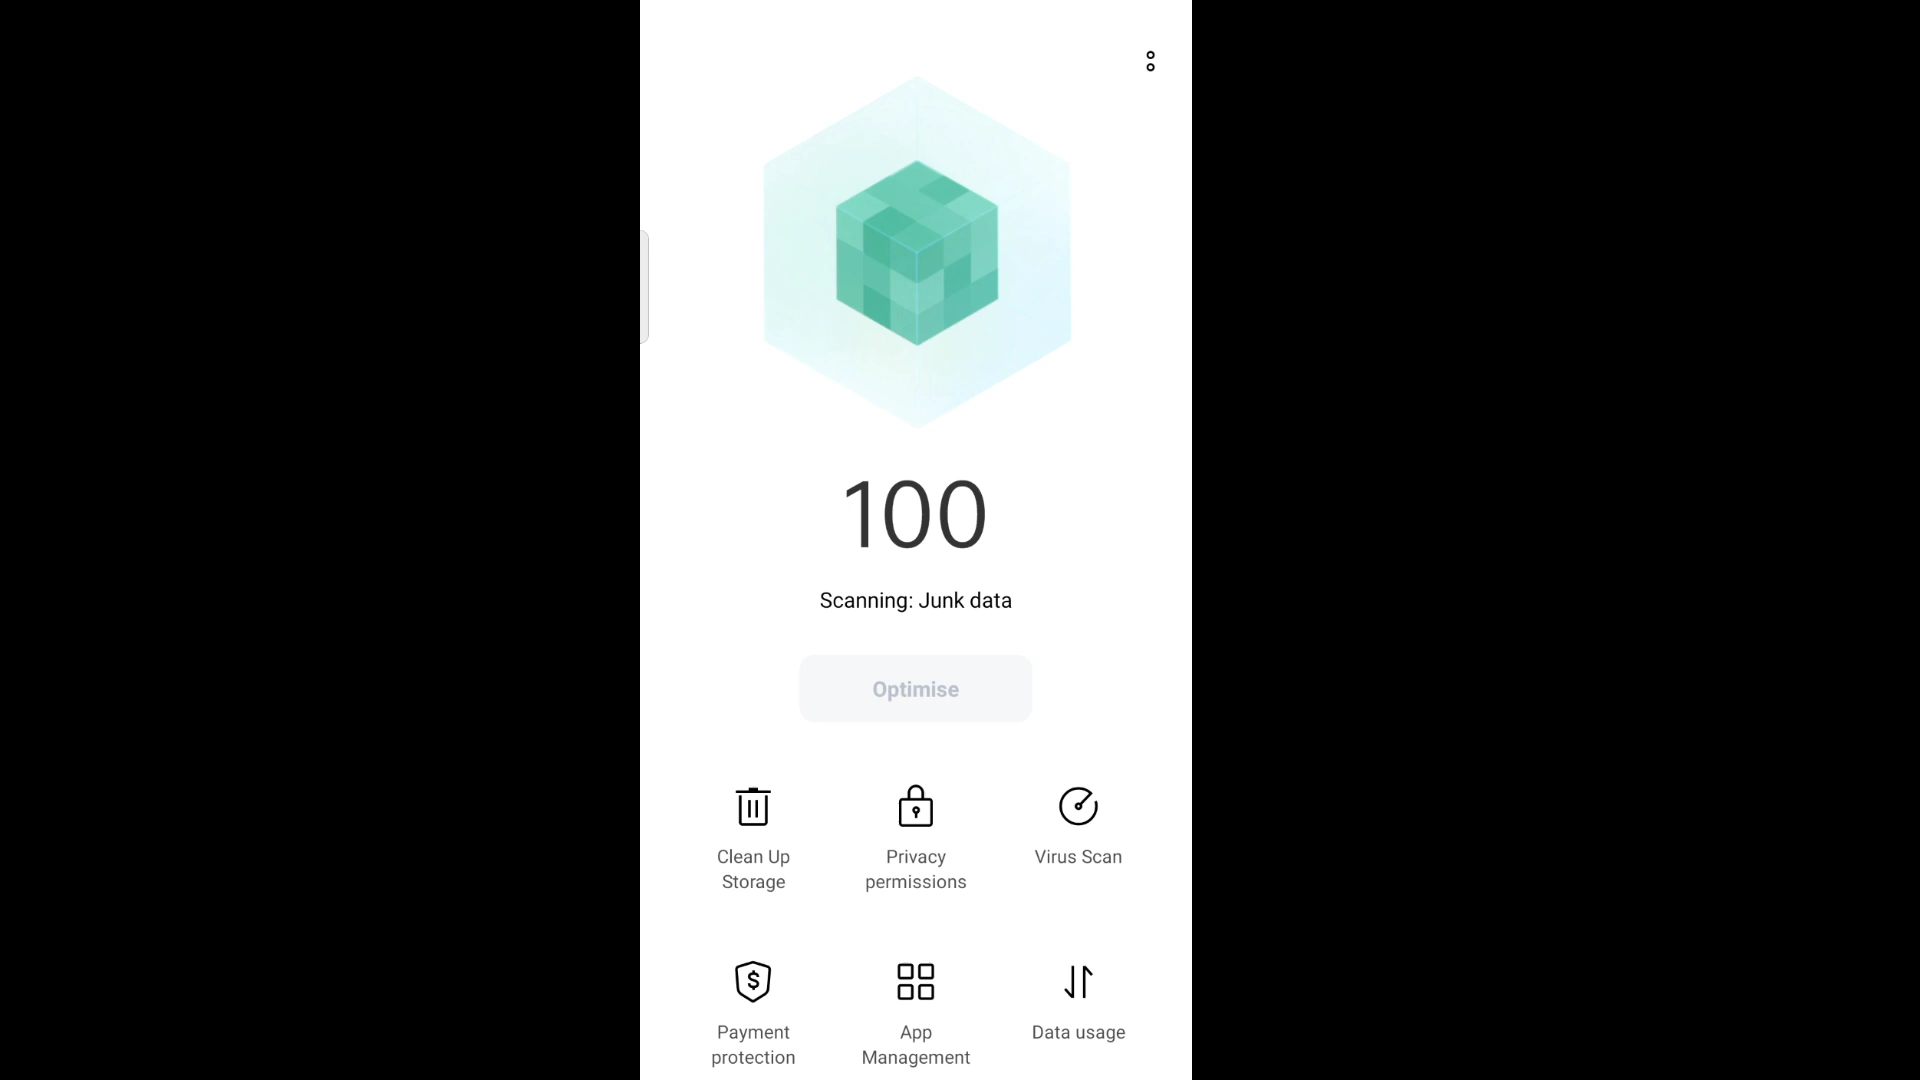 100
Scanning: Junk data
Optimise
Clean Up
Storage
Privacy
permissions
Virus Scan
Payment
protection
App
Management
Data usage